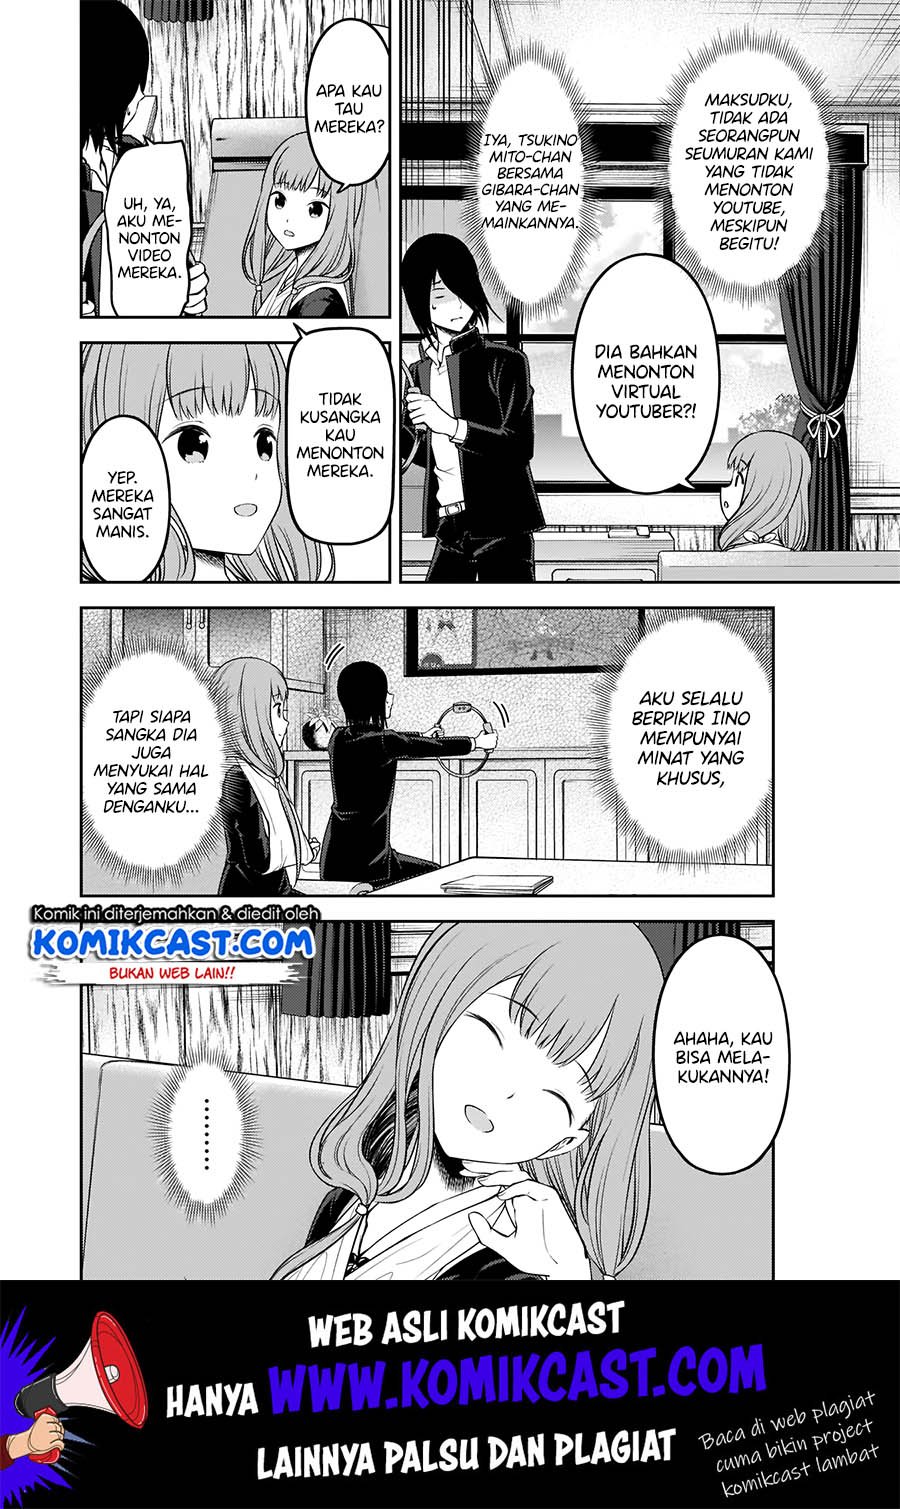 MAKSUDKU,
TIDAK ADA
SEORANGPUN
SEUMURAN KAMI
YANG TIDAK
MENONTON
YOUTUBE,
MESKIPUN
BEGITU!
IYA, TSUKINO
MITO-CHAN
BERSAMA
GIBARA-CHAN
YANG ME-
MAINKANNYA.
DIA BAHKAN
MENONTON
VIRTUAL
YOUTUBER?!
APA KAU
TAU
MEREKA?
UH, YA,
AKU ME-
NONTON
VIDEO
MEREKA.
TIDAK
KUSANGKA
KAU
MENONTON
MEREKA.
YEP.
MEREKA
SANGAT
MANIS.
AKU SELALU
BERPIKIR IINO
MEMPUNYAI
MINAT YANG
KHUSUS,
TAPI SIAPA
SANGKA DIA
JUGA
MENYUKAI HAL
YANG SAMA
DENGANKU...
Komik ini diterjemahkan & diedit oleh
KOMIKCAST.COM
BUKAN WEB LAIN!!
AHAHA, KAU
BISA MELA-
KUKANNYA!
.........
WEB ASLI KOMIKCAST
HANYA WWW.KOMIKCAST.COM
LAINNYA PALSU DAN PLAGIAT
Baca di web plagiat
cuma bikin project
komikcast lambat